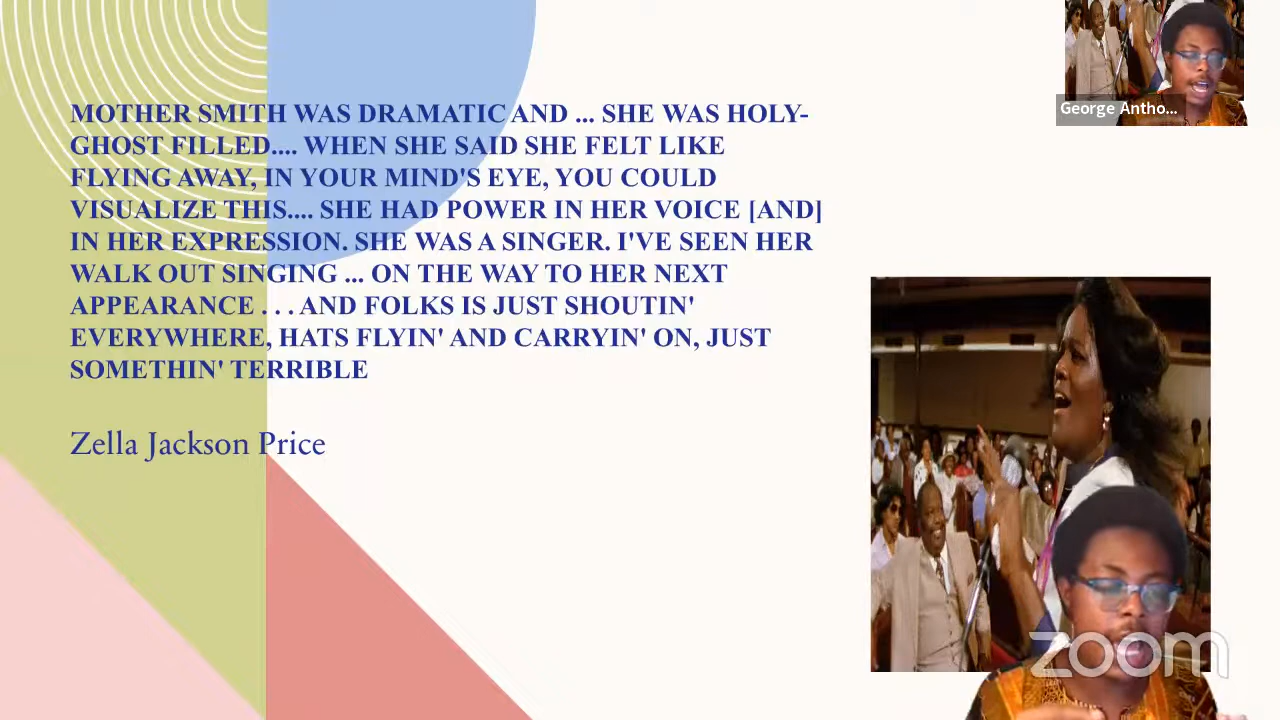 MOTHER SMITH WAS DRAMATIC AND ... SHE WAS HOLY-
GHOST FILLED.... WHEN SHE SAID SHE FELT LIKE
FLYING AWAY, IN YOUR MIND'S EYE, YOU COULD
VISUALIZE THIS.... SHE HAD POWER IN HER VOICE [AND]
IN HER EXPRESSION. SHE WAS A SINGER. I'VE SEEN HER
WALK OUT SINGING ... ON THE WAY TO HER NEXT
APPEARANCE . . . AND FOLKS IS JUST SHOUTIN'
EVERYWHERE, HATS FLYIN' AND CARRYIN' ON, JUST
SOMETHIN' TERRIBLE
Zella Jackson Price
George Antho...
zoom